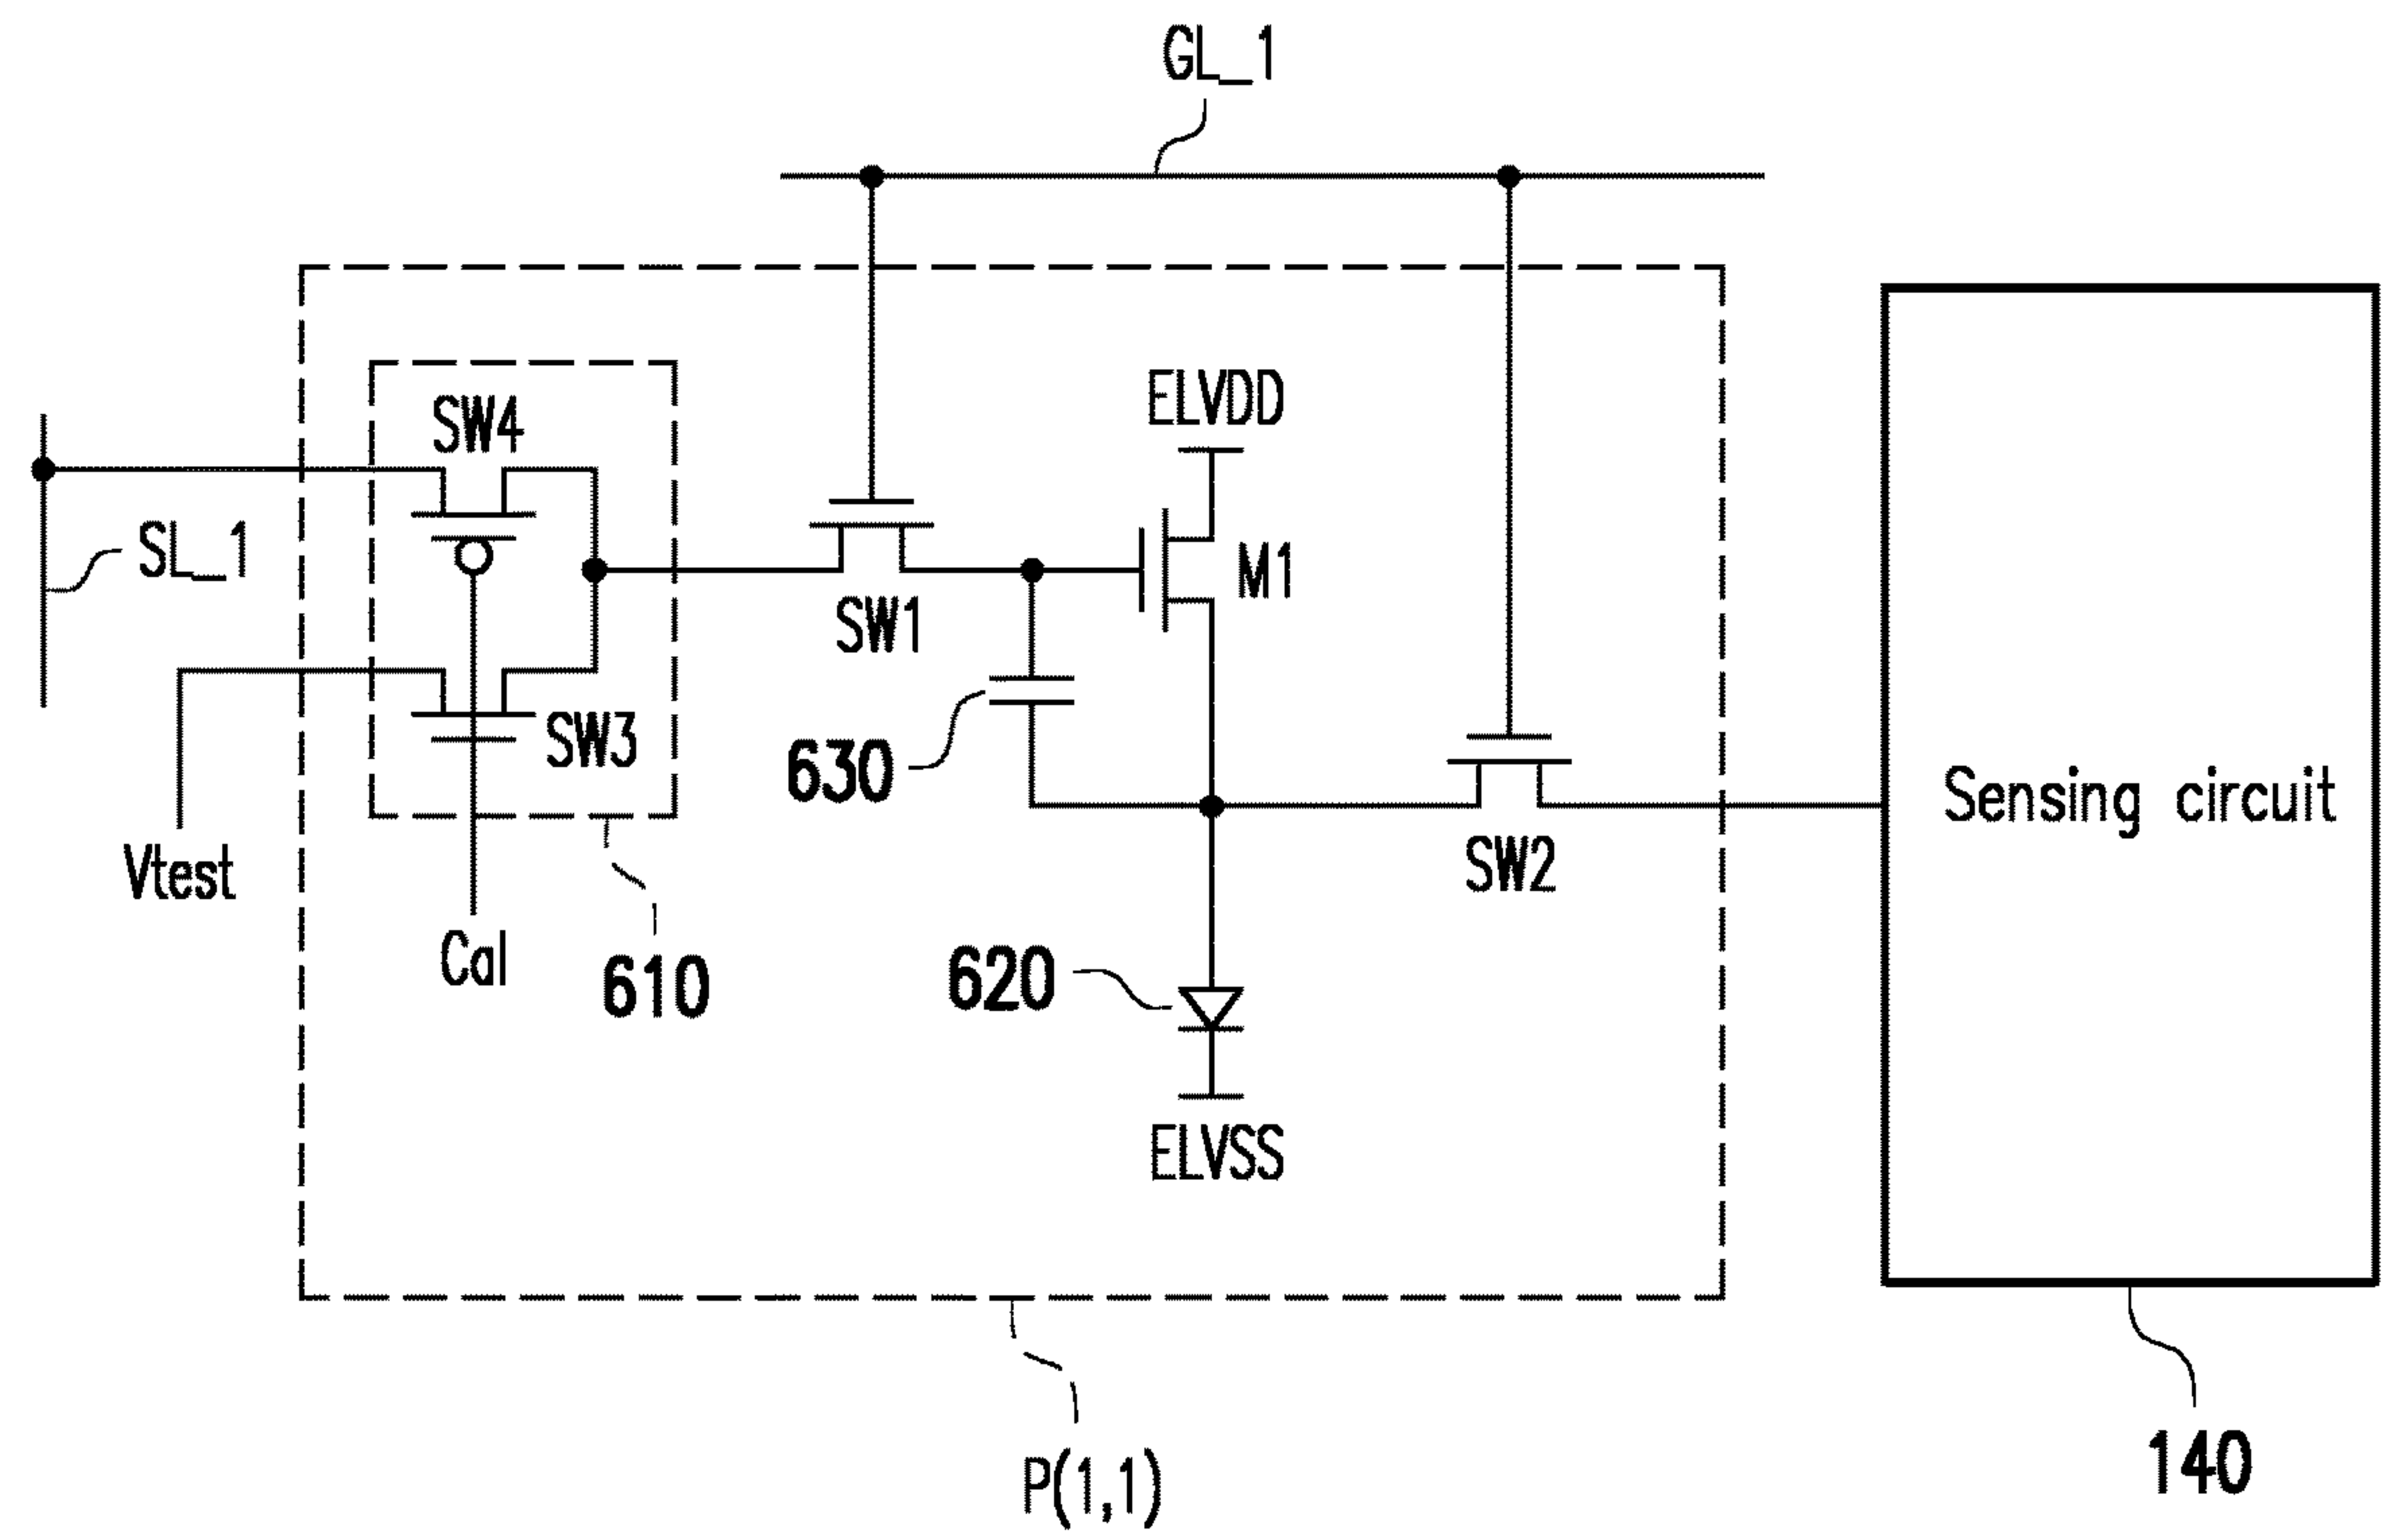 GL_1
ELVDD
SW4
SL_1
M1
SW1
SW3
630
Sensing circuit
Vtest
SW2
Cal
610
620
ELVSS
P(1,1)
140